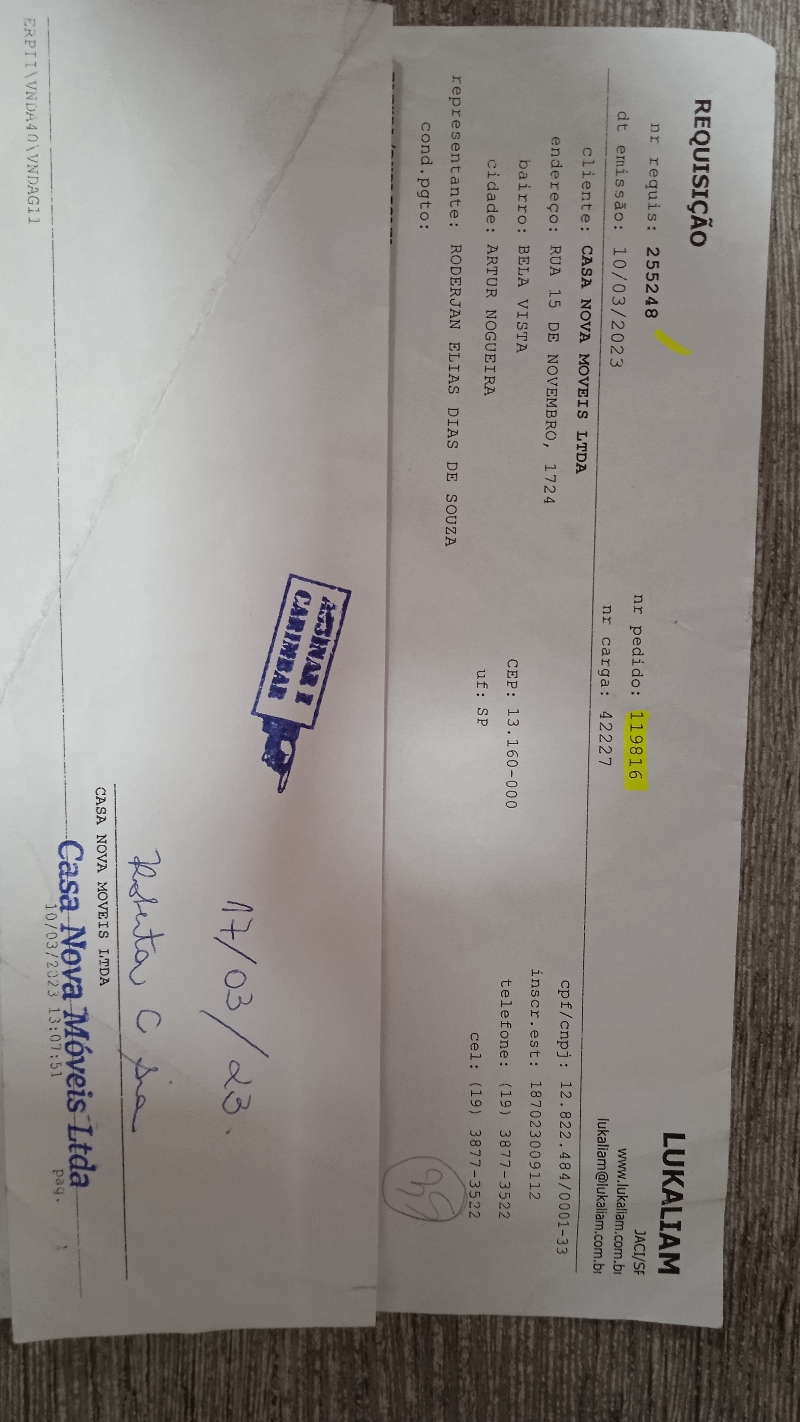 REQUISIÇÃO
LUKALIAM
JACI/SP
nr requis: 255248
nr pedido: 119816
www.lukaliam.com.br
dt emissão: 10/03/2023
nr carga: 42227
lukaliam@lukaliam.com.br
cliente: CASA NOVA MOVEIS LTDA
cpf/cnpj: 12.822.484/0001-33
endereço: RUA 15 DE NOVEMBRO, 1724
inscr.est: 187023009112
bairro: BELA VISTA
CEP: 13.160-000
telefone: (19) 3877-3522
cidade: ARTUR NOGUEIRA
uf: SP
cel: (19) 3877-3522
representante: RODERJAN ELIAS DIAS DE SOUZA
cond.pgto:
ASSINAR E
CARIMBAR
17/03/23.
CASA NOVA MOVEIS LTDA
Casa Nova Móveis Ltda
ERPII\VNDA40\VNDAG11
10/03/2023 13:07:51
pag.